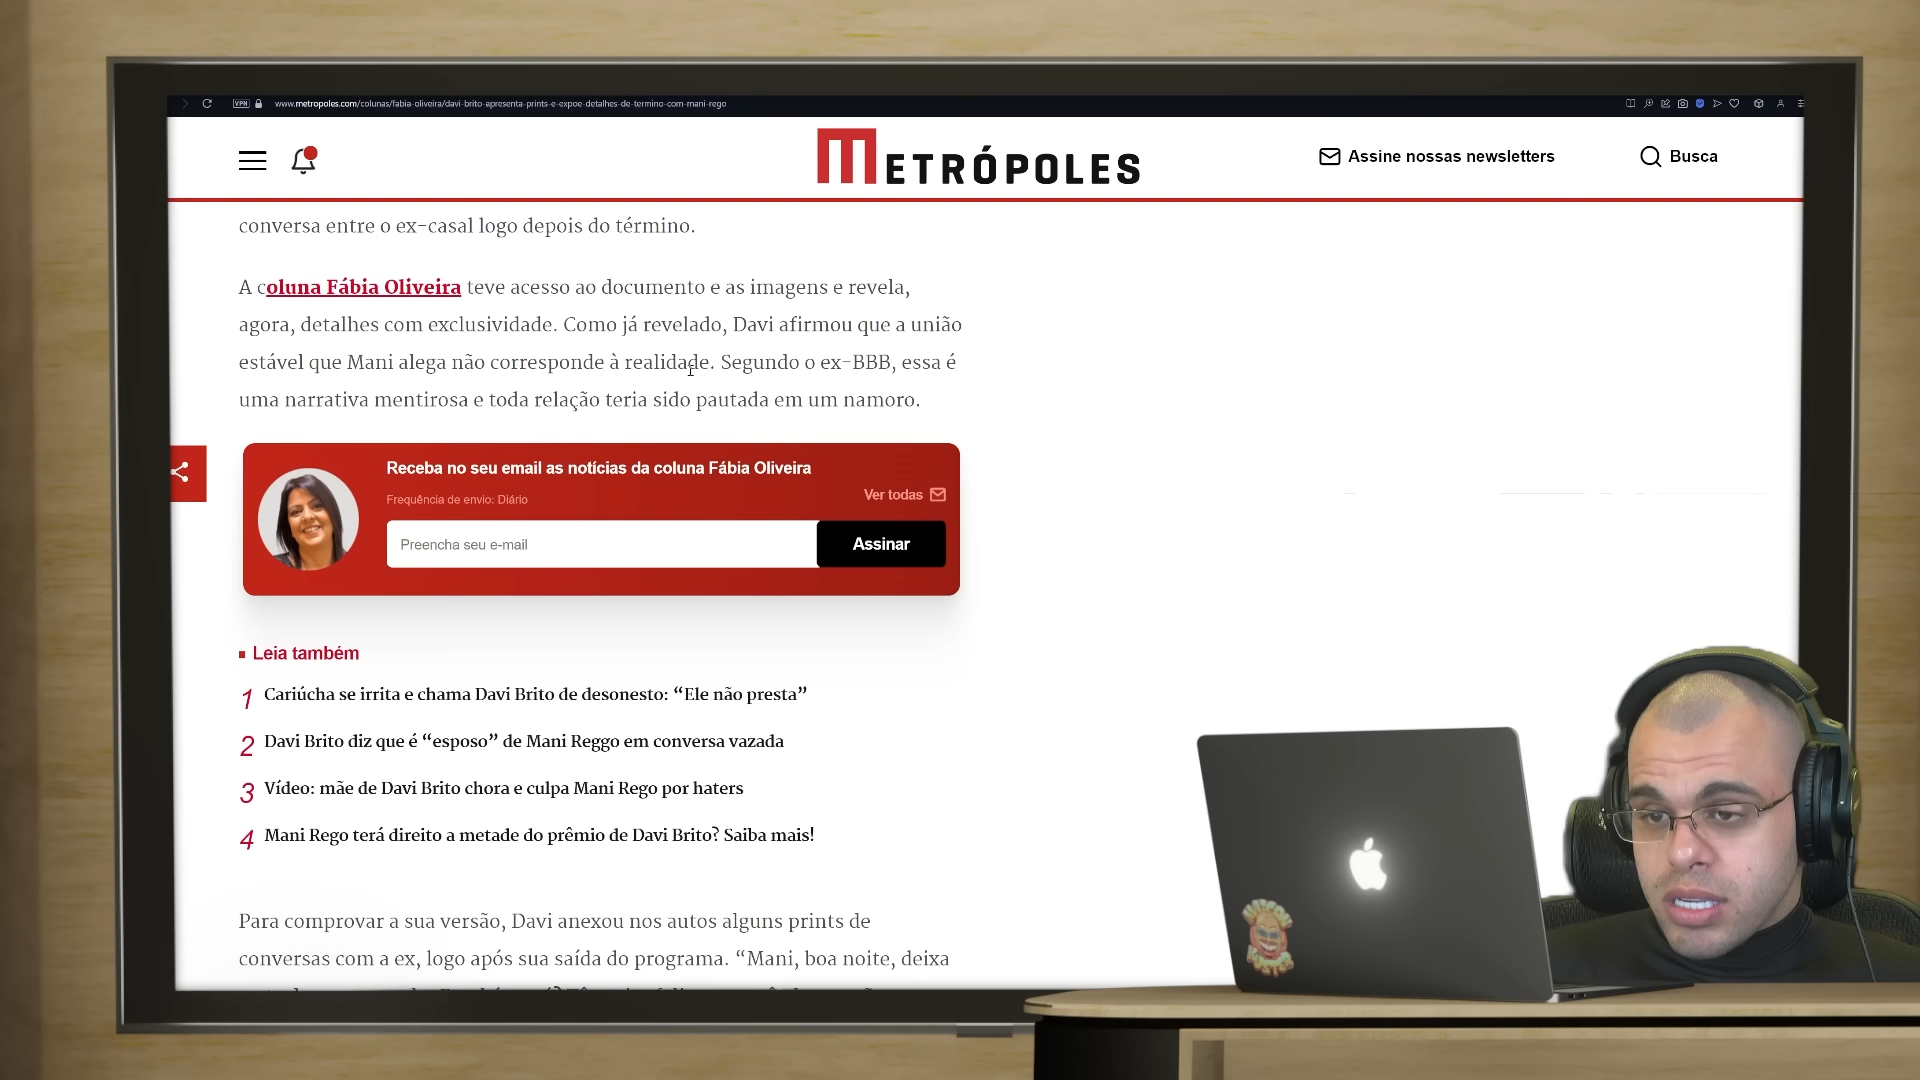 VPN www.metropoles.com/colunas/fabia-oliveira/davi-brito-apresenta-prints-e-expoe-detalhes-de-termino-com-mani-rego
METRÓPOLES
Assine nossas newsletters
Busca
conversa entre o ex-casal logo depois do término.
A coluna Fábia Oliveira teve acesso ao documento e as imagens e revela,
agora, detalhes com exclusividade. Como já revelado, Davi afirmou que a união
estável que Mani alega não corresponde à realidade. Segundo o ex-BBB, essa é
uma narrativa mentirosa e toda relação teria sido pautada em um namoro.
Receba no seu email as notícias da coluna Fábia Oliveira
Frequência de envio: Diário
Ver todas
Preencha seu e-mail
Assinar
Leia também
1 Cariúcha se irrita e chama Davi Brito de desonesto: “Ele não presta”
2 Davi Brito diz que é “esposo” de Mani Reggo em conversa vazada
3 Vídeo: mãe de Davi Brito chora e culpa Mani Rego por haters
4 Mani Rego terá direito a metade do prêmio de Davi Brito? Saiba mais!
Para comprovar a sua versão, Davi anexou nos autos alguns prints de
conversas com a ex, logo após sua saída do programa. “Mani, boa noite, deixa